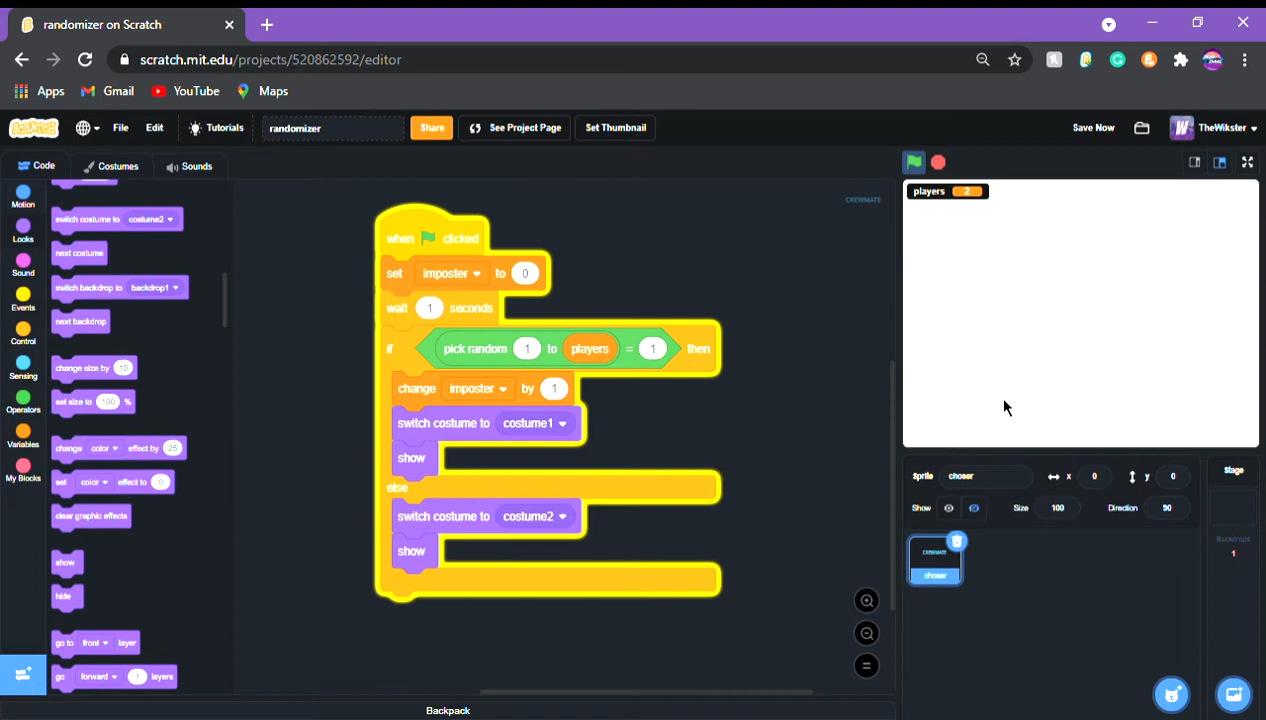 randomizer on Scratch
scratch.mit.edu/projects/520862592/editor
Apps Gmail YouTube Maps
SCRATCH File Edit Tutorials randomizer Share See Project Page Set Thumbnail Save Now TheWikster
Code Costumes Sounds
Motion
Looks
Sound
Events
Control
Sensing
Operators
Variables
My Blocks
switch costume to costume2
next costume
switch backdrop to backdrop1
next backdrop
change size by 10
set size to 100 %
change color effect by 25
set color effect to 0
clear graphic effects
show
hide
go to front layer
go forward 1 layers
CREWMATE
when clicked
set imposter to 0
wait 1 seconds
if pick random 1 to players = 1 then
change imposter by 1
switch costume to costume1
show
else
switch costume to costume2
show
players 2
Sprite choser x 0 y 0
Show Size 100 Direction 90
CREWMATE
choser
Stage
Backdrops
1
Backpack